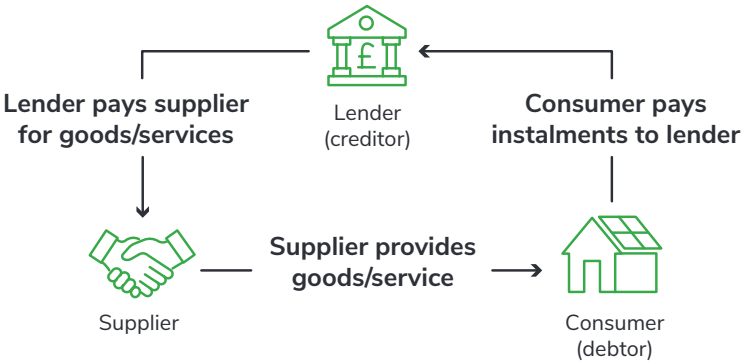 £
Lender
(creditor)
Lender pays supplier
for goods/services
Consumer pays
instalments to lender
Supplier provides
goods/service
Supplier
Consumer
(debtor)